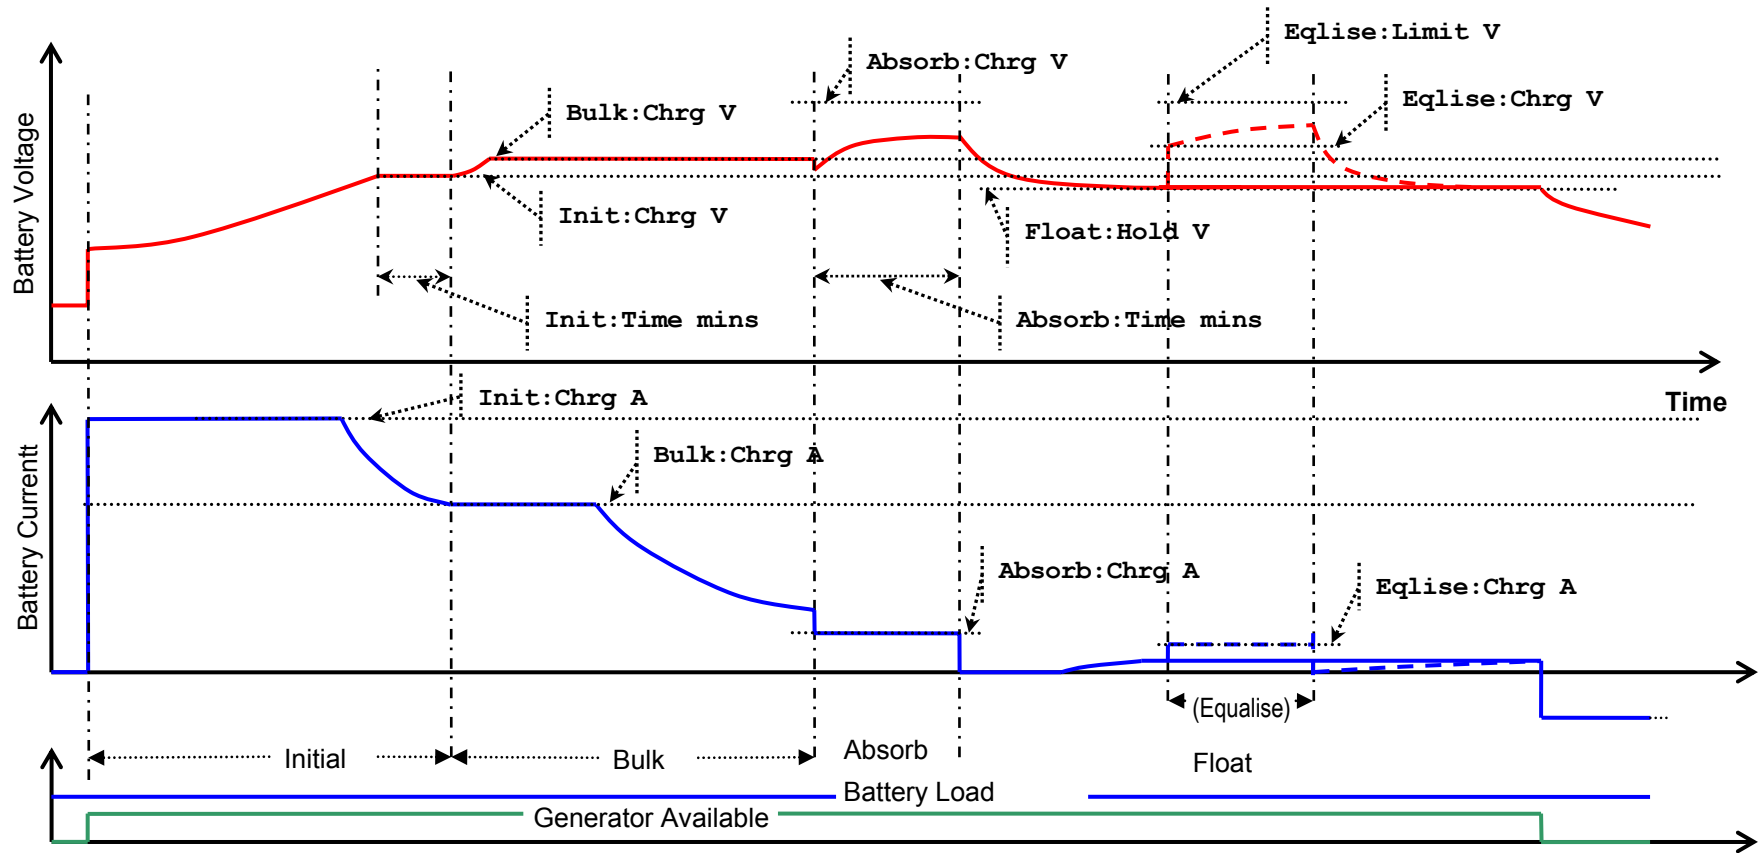 Eqlise:Limit V
Absorb:Chrg V
Eqlise:Chrg V
Bulk:Chrg V
Battery Voltage
Init:Chrg V
Float:Hold V
Init:Time mins
Absorb:Time mins
Time
Init:Chrg A
Bulk:Chrg A
Battery Currentt
Absorb:Chrg A
Eqlise:Chrg A
(Equalise)
Initial
Bulk
Absorb
Float
Battery Load
Generator Available